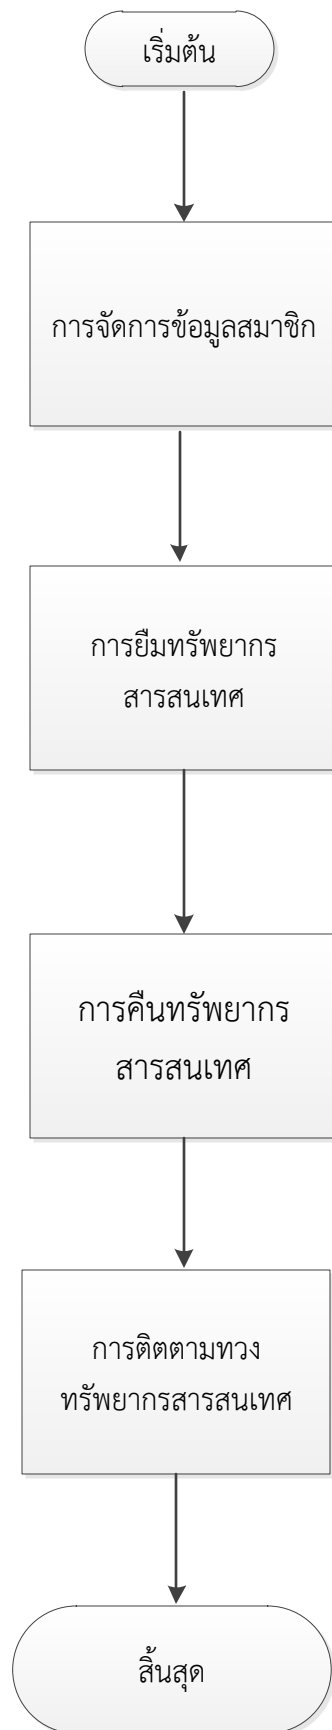 เริ่มต้น
การจัดการข้อมูลสมาชิก
การยืมทรัพยากร
สารสนเทศ
การคืนทรัพยากร
สารสนเทศ
การติตตามทวง
ทรัพยากรสารสสนเทศ
สิ้นสุด